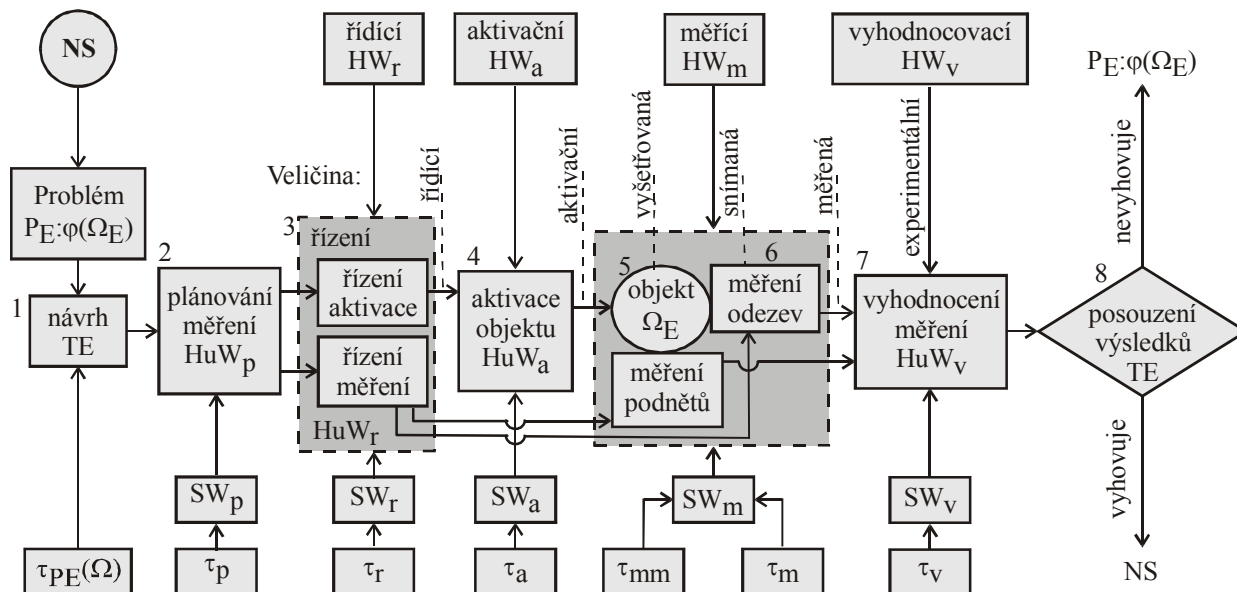 NS
řídící
HWr
aktivační
HWa
měřící
HWm
vyhodnocovací
HWv
PE:φ(ΩE)
Problém
PE:φ(ΩE)
Veličina:
řídící
aktivační
vyšetřovaná
snímaná
měřená
experimentální
nevyhovuje
1
návrh
TE
2
plánování
měření
HuWp
3
řízení
řízení
aktivace
řízení
měření
HuWr
4
aktivace
objektu
HuWa
5
objekt
ΩE
6
měření
odezev
měření
podnětů
7
vyhodnocení
měření
HuWv
8
posouzení
výsledků
TE
vyhovuje
SWp
SWr
SWa
SWm
SWv
τPE(Ω)
τp
τr
τa
τmm
τm
τv
NS